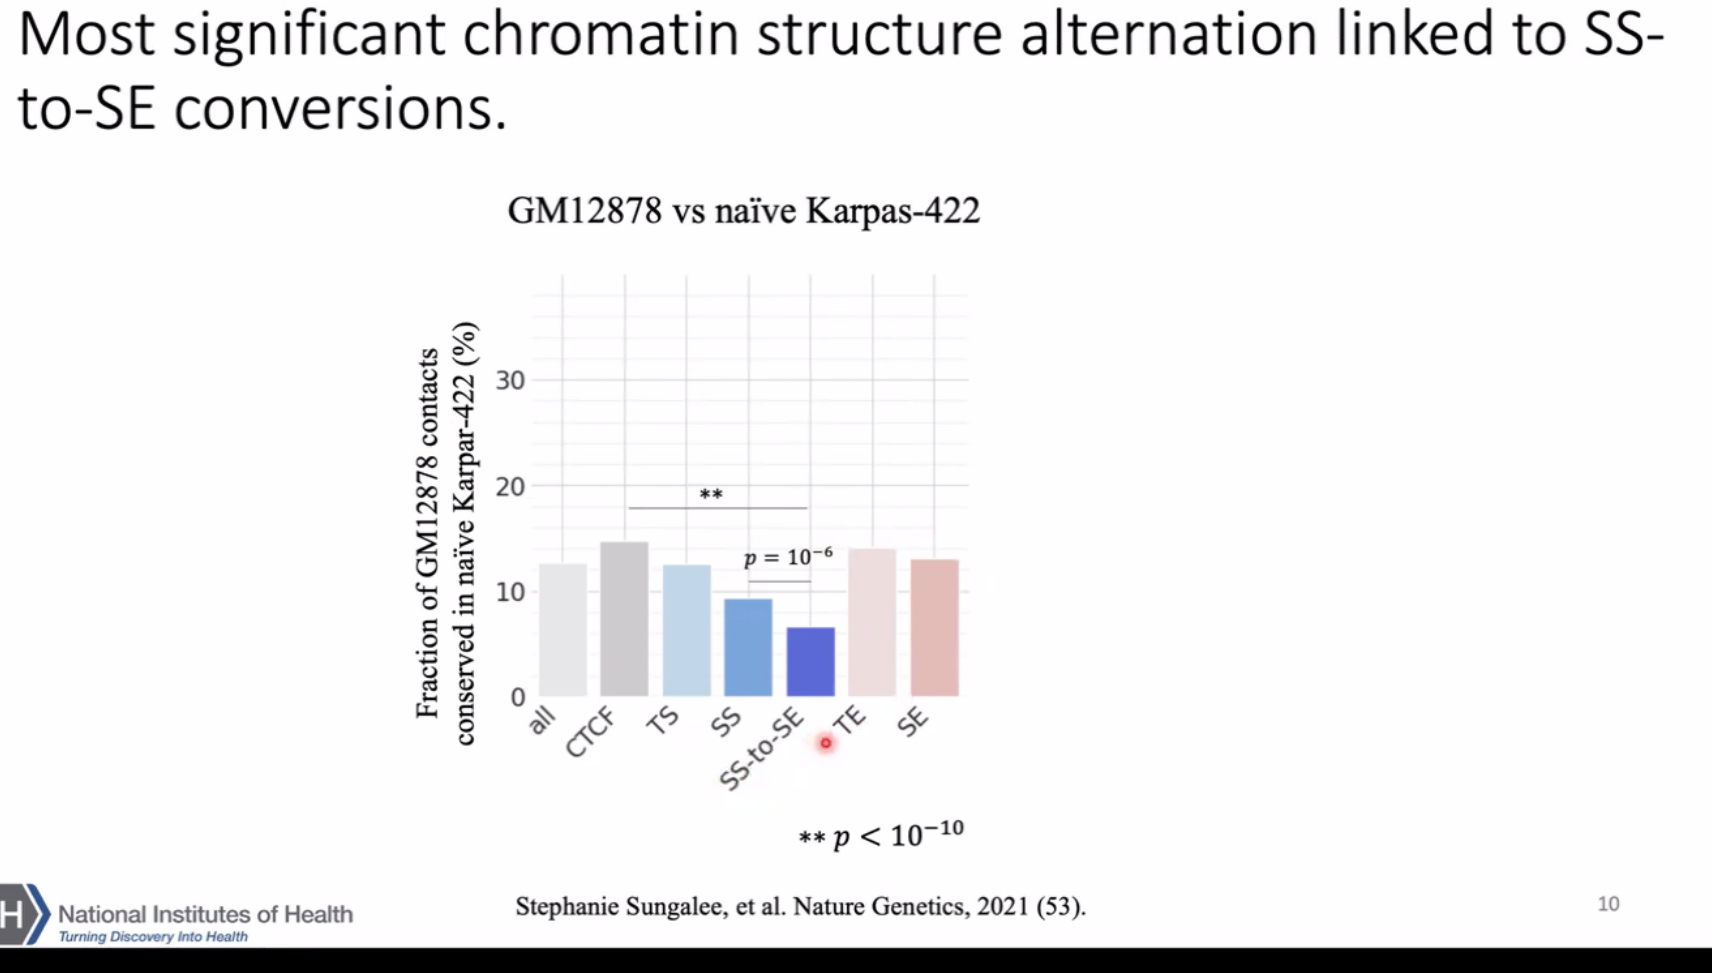 Most significant chromatin structure alternation linked to SS-
to-SE conversions.
GM12878 vs naïve Karpas-422
Fraction of GM12878 contacts
conserved in naïve Karpar-422 (%)
30
20
10
0
**
p = 10⁻⁶
all
CTCF
TS
SS
SS-to-SE
TE
SE
** p < 10⁻¹⁰
H
National Institutes of Health
Turning Discovery Into Health
Stephanie Sungalee, et al. Nature Genetics, 2021 (53).
10